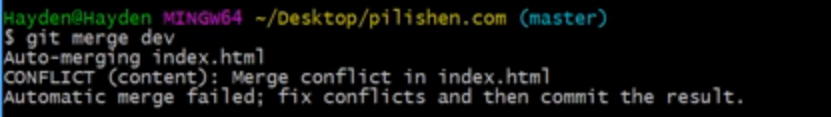 Hayden@Hayden MINGW64 ~/Desktop/pilishen.com (master)
$ git merge dev
Auto-merging index.html
CONFLICT (content): Merge conflict in index.html
Automatic merge failed; fix conflicts and then commit the result.